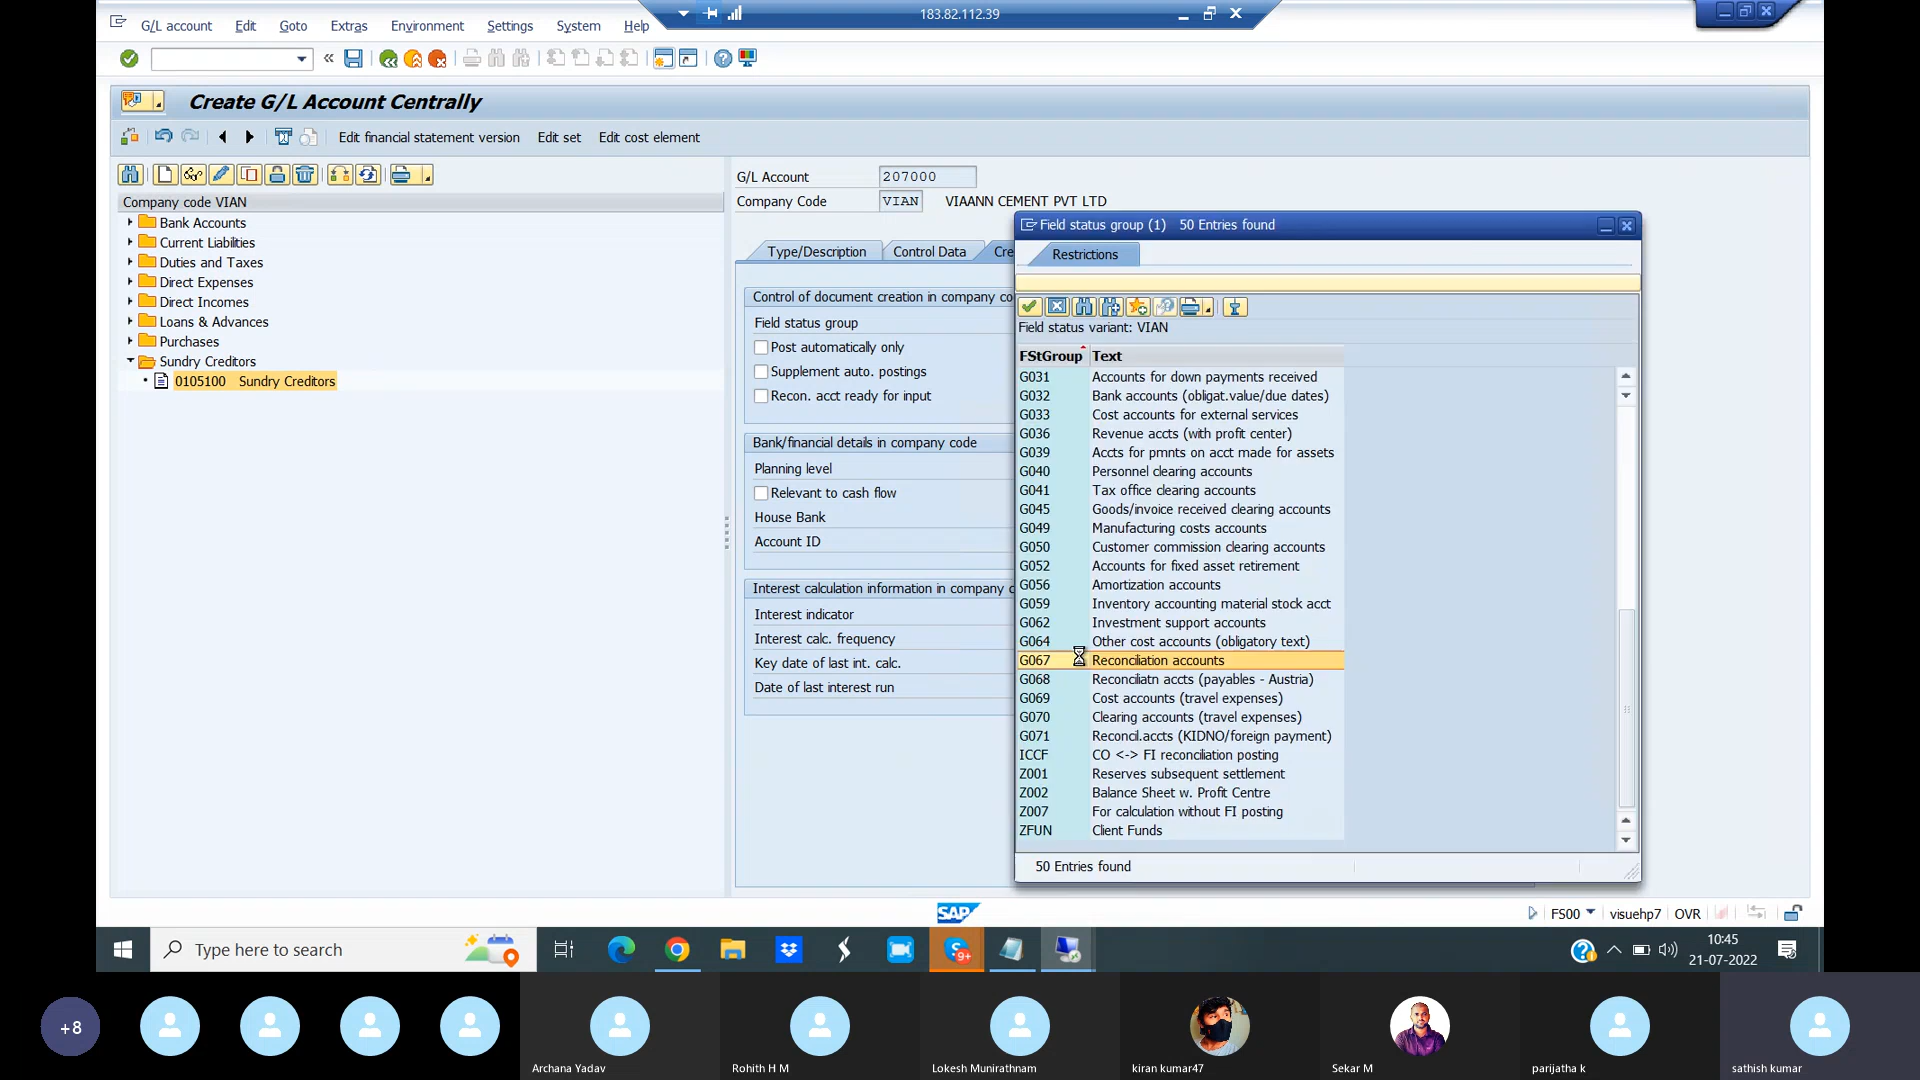 183.82.112.39
G/L account Edit Goto Extras Environment Settings System Help
Create G/L Account Centrally
Edit financial statement version Edit set Edit cost element
Company code VIAN
Bank Accounts
Current Liabilities
Duties and Taxes
Direct Expenses
Direct Incomes
Loans & Advances
Purchases
Sundry Creditors
0105100 Sundry Creditors
G/L Account 207000
Company Code VIAN VIAANN CEMENT PVT LTD
Type/Description Control Data Cre
Control of document creation in company co
Field status group
Post automatically only
Supplement auto. postings
Recon. acct ready for input
Bank/financial details in company code
Planning level
Relevant to cash flow
House Bank
Account ID
Interest calculation information in company c
Interest indicator
Interest calc. frequency
Key date of last int. calc.
Date of last interest run
Field status group (1) 50 Entries found
Restrictions
Field status variant: VIAN
FStGroup Text
G031 Accounts for down payments received
G032 Bank accounts (obligat.value/due dates)
G033 Cost accounts for external services
G036 Revenue accts (with profit center)
G039 Accts for pmnts on acct made for assets
G040 Personnel clearing accounts
G041 Tax office clearing accounts
G045 Goods/invoice received clearing accounts
G049 Manufacturing costs accounts
G050 Customer commission clearing accounts
G052 Accounts for fixed asset retirement
G056 Amortization accounts
G059 Inventory accounting material stock acct
G062 Investment support accounts
G064 Other cost accounts (obligatory text)
G067 Reconciliation accounts
G068 Reconciliatn accts (payables - Austria)
G069 Cost accounts (travel expenses)
G070 Clearing accounts (travel expenses)
G071 Reconcil.accts (KIDNO/foreign payment)
ICCF CO <-> FI reconciliation posting
Z001 Reserves subsequent settlement
Z002 Balance Sheet w. Profit Centre
Z007 For calculation without FI posting
ZFUN Client Funds
50 Entries found
SAP
FS00 visuehp7 OVR
Type here to search
9+
10:45
21-07-2022
+8
Archana Yadav
Rohith H M
Lokesh Munirathnam
kiran kumar47
Sekar M
parijatha k
sathish kumar